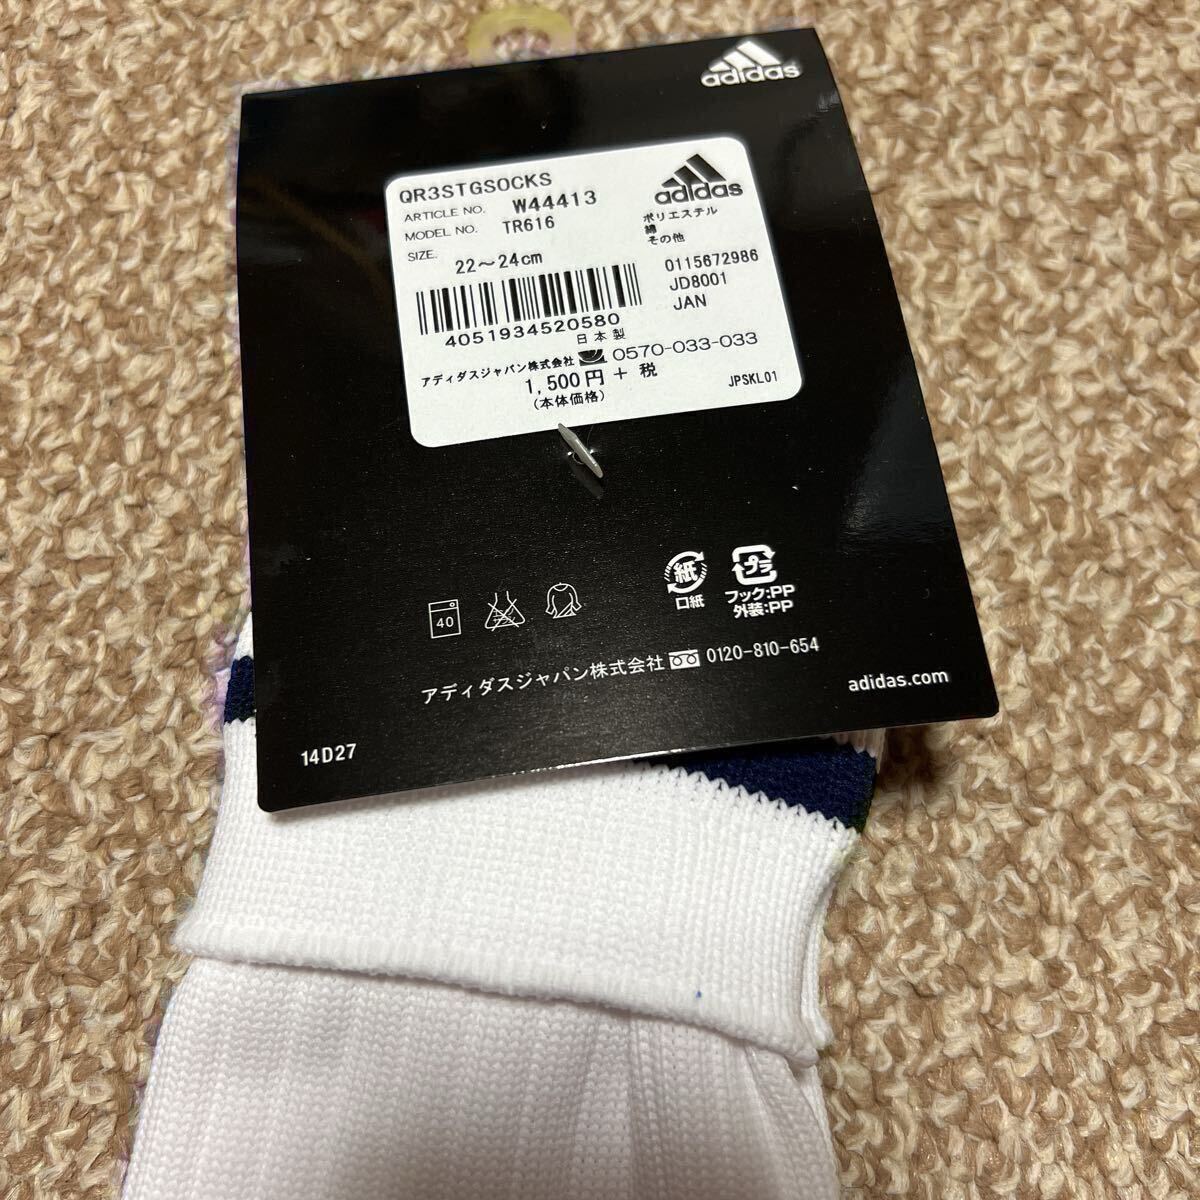 adidas
QR3STGSOCKS
ARTICLE NO. W44413
MODEL NO. TR616
SIZE. 22～24cm
adidas
ポリエステル
綿
その他
0115672986
JD8001
JAN
4051934520580
日本製
アディダスジャパン株式会社 0570-033-033
1,500円 + 税
(本体価格)
JPSKL01
40
紙
口紙
プラ
フック:PP
外装:PP
アディダスジャパン株式会社 0120-810-654
adidas.com
14D27